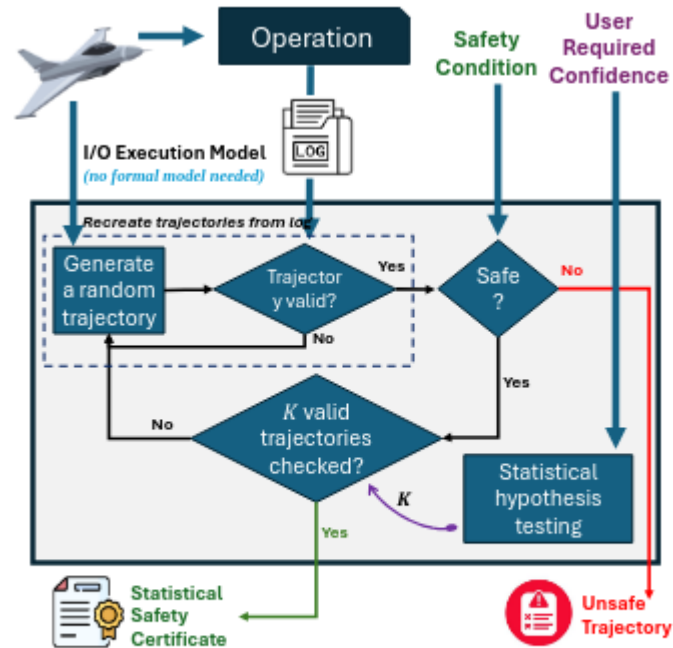 Operation
Safety
Condition
User
Required
Confidence
LOG
I/O Execution Model
(no formal model needed)
Recreate trajectories from log
Generate
a random
trajectory
Trajector
y valid?
Yes
Safe
?
No
No
Yes
No
K valid
trajectories
checked?
K
Statistical
hypothesis
testing
Yes
Statistical
Safety
Certificate
Unsafe
Trajectory